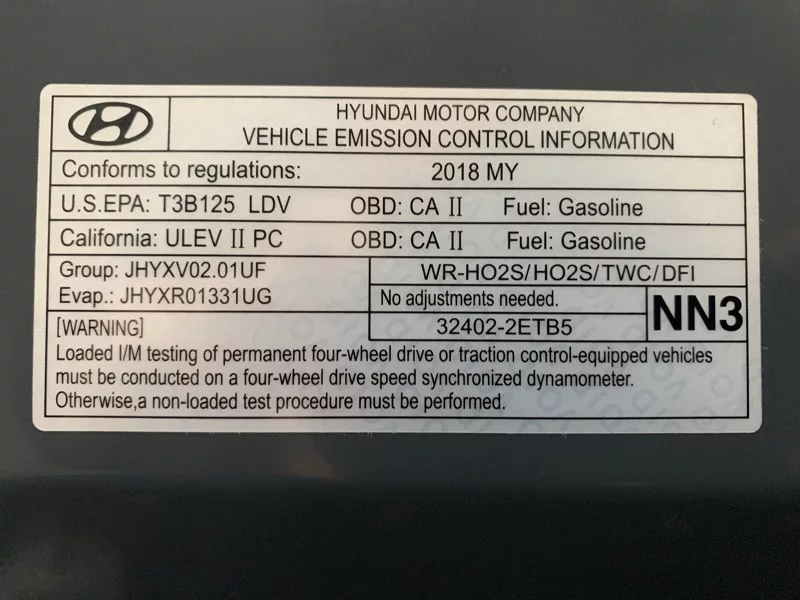 HYUNDAI MOTOR COMPANY
VEHICLE EMISSION CONTROL INFORMATION
Conforms to regulations: 2018 MY
U.S.EPA: T3B125 LDV OBD: CA II Fuel: Gasoline
California: ULEV II PC OBD: CA II Fuel: Gasoline
Group: JHYXV02.01UF WR-HO2S/HO2S/TWC/DFI
Evap.: JHYXR01331UG No adjustments needed.
NN3
[WARNING] 32402-2ETB5
Loaded I/M testing of permanent four-wheel drive or traction control-equipped vehicles
must be conducted on a four-wheel drive speed synchronized dynamometer.
Otherwise,a non-loaded test procedure must be performed.